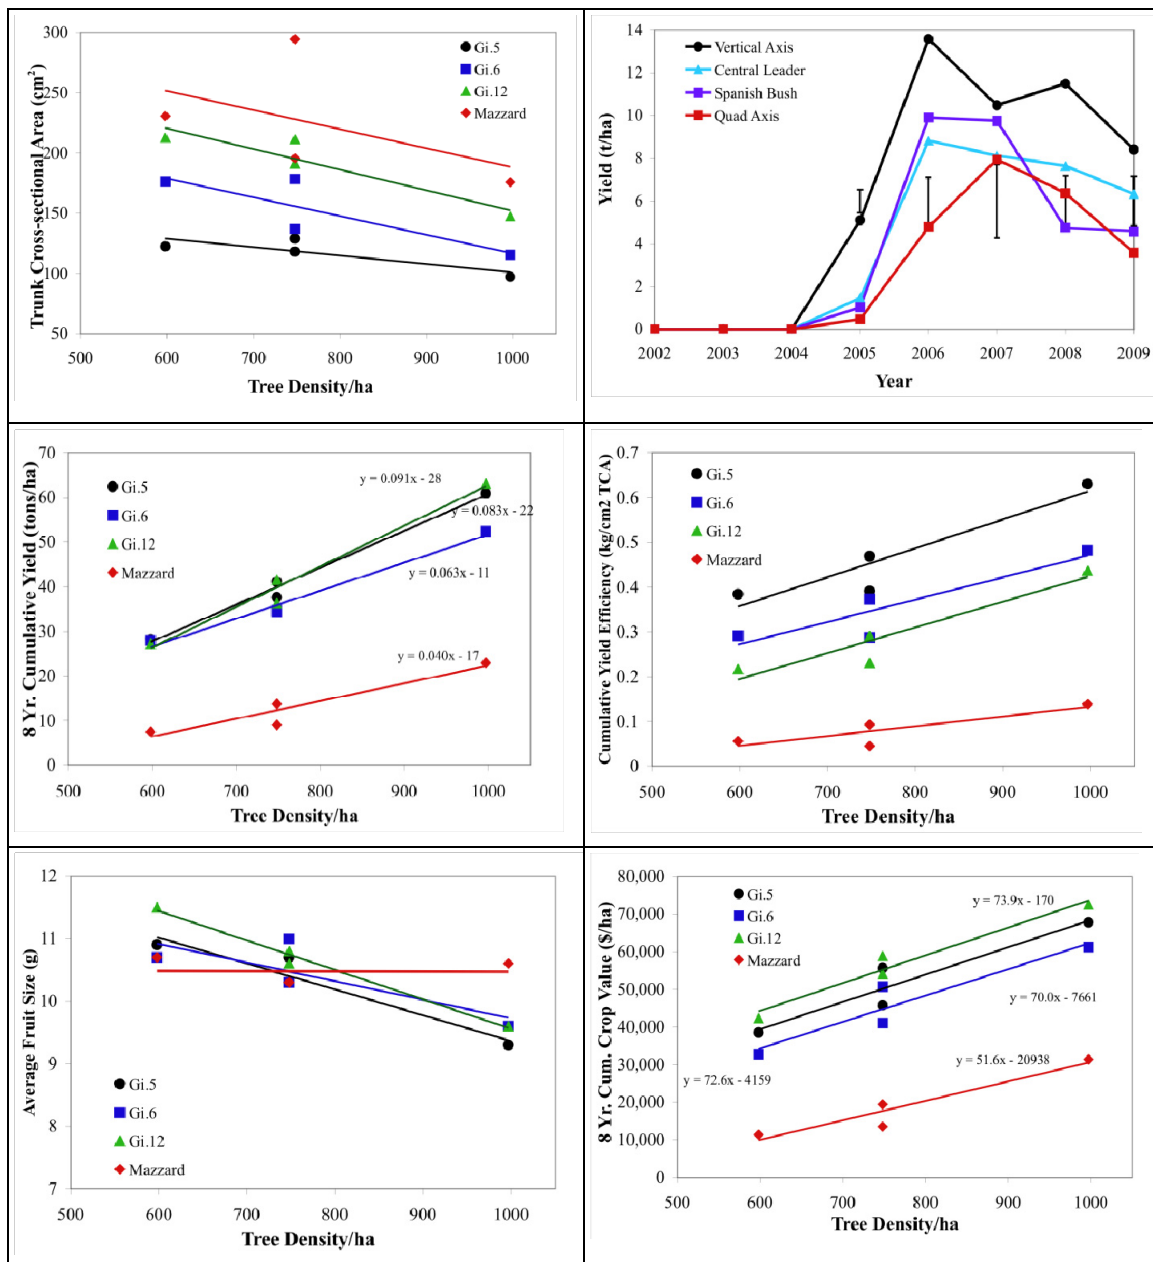 300
250
200
150
100
50
500
600
700
800
900
1000
Trunk Cross-sectional Area (cm²)
Tree Density/ha
Gi.5
Gi.6
Gi.12
Mazzard
14
12
10
8
6
4
2
0
2002
2003
2004
2005
2006
2007
2008
2009
Yield (t/ha)
Year
Vertical Axis
Central Leader
Spanish Bush
Quad Axis
70
60
50
40
30
20
10
0
500
600
700
800
900
1000
8 Yr. Cumulative Yield (tons/ha)
Tree Density/ha
Gi.5
Gi.6
Gi.12
Mazzard
y = 0.091x - 28
y = 0.083x - 22
y = 0.063x - 11
y = 0.040x - 17
0.7
0.6
0.5
0.4
0.3
0.2
0.1
0
500
600
700
800
900
1000
Cumulative Yield Efficiency (kg/cm2 TCA)
Tree Density/ha
Gi.5
Gi.6
Gi.12
Mazzard
12
11
10
9
8
7
500
600
700
800
900
1000
Average Fruit Size (g)
Tree Density/ha
Gi.5
Gi.6
Gi.12
Mazzard
80,000
70,000
60,000
50,000
40,000
30,000
20,000
10,000
0
500
600
700
800
900
1000
8 Yr. Cum. Crop Value ($/ha)
Tree Density/ha
Gi.5
Gi.6
Gi.12
Mazzard
y = 73.9x - 170
y = 70.0x - 7661
y = 51.6x - 20938
y = 72.6x - 4159